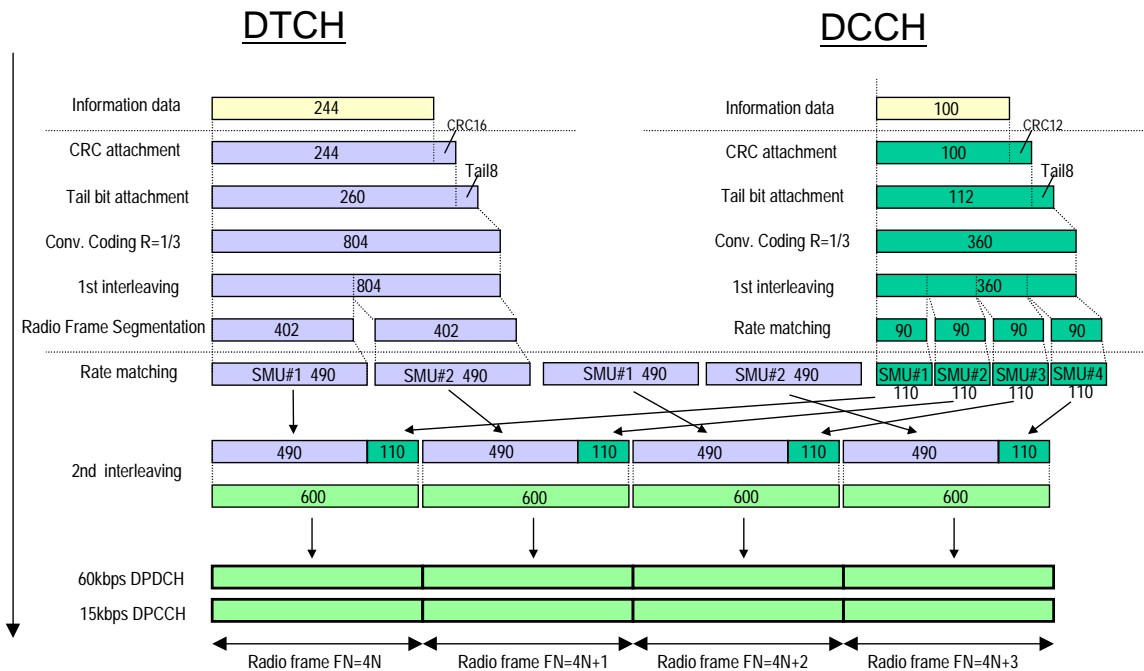 DTCH DCCH
Information data 244 Information data 100
CRC16 CRC12
CRC attachment 244 CRC attachment 100
Tail8 Tail8
Tail bit attachment 260 Tail bit attachment 112
Conv. Coding R=1/3 804 Conv. Coding R=1/3 360
1st interleaving 804 1st interleaving 360
Radio Frame Segmentation 402 402 Rate matching 90 90 90 90
Rate matching SMU#1 490 SMU#2 490 SMU#1 490 SMU#2 490 SMU#1 SMU#2 SMU#3 SMU#4
110 110 110 110
490 110 490 110 490 110 490 110
2nd interleaving
600 600 600 600
60kbps DPDCH
15kbps DPCCH
Radio frame FN=4N Radio frame FN=4N+1 Radio frame FN=4N+2 Radio frame FN=4N+3